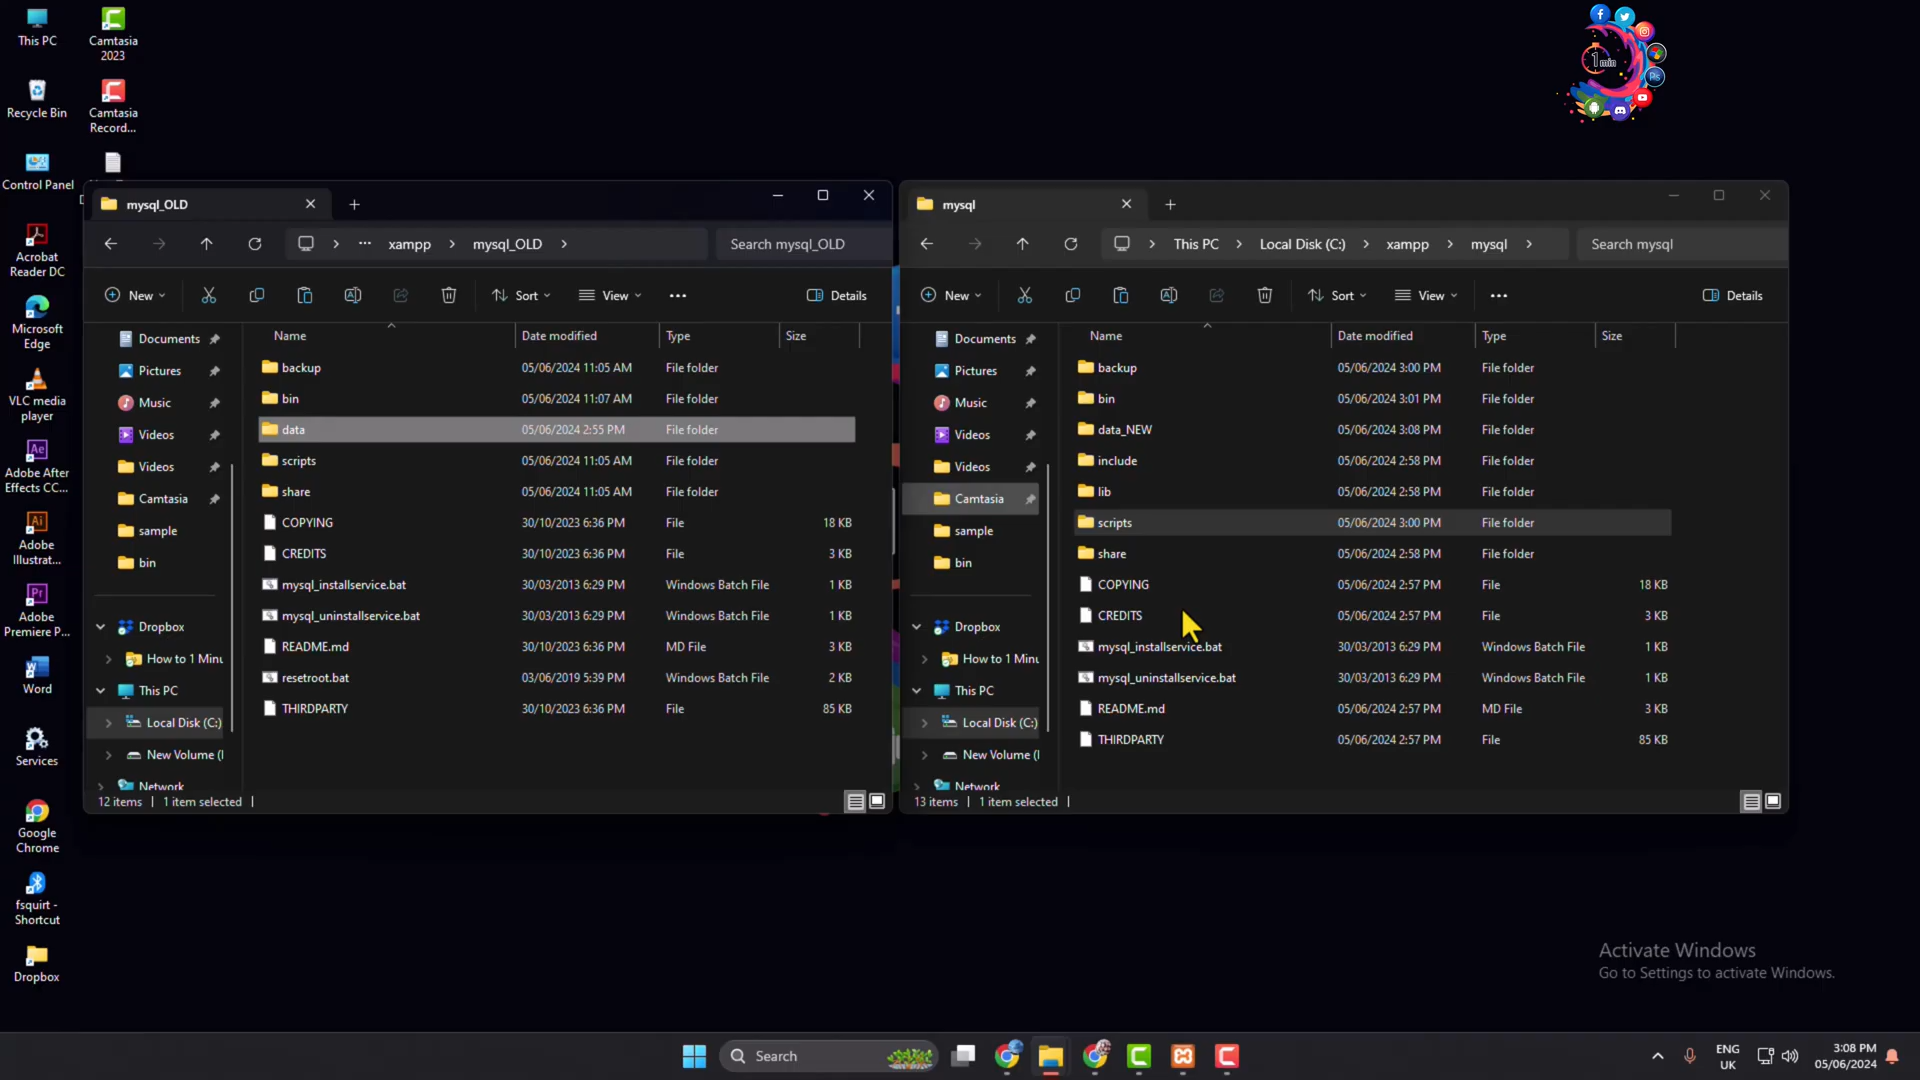 This PC
Camtasia
2023
Recycle Bin
Camtasia
Record...
Control Panel
Acrobat
Reader DC
Microsoft
Edge
VLC media
player
Adobe After
Effects CC...
Adobe
Illustrat...
Adobe
Premiere P...
Word
Services
Google
Chrome
fsquirt -
Shortcut
Dropbox
1 min
Ps
mysql_OLD
xampp
mysql_OLD
Search mysql_OLD
New
Sort
View
Details
Documents
Pictures
Music
Videos
Videos
Camtasia
sample
bin
Dropbox
How to 1 Minu
This PC
Local Disk (C:)
New Volume (
Network
Name Date modified Type Size
backup 05/06/2024 11:05 AM File folder
bin 05/06/2024 11:07 AM File folder
data 05/06/2024 2:55 PM File folder
scripts 05/06/2024 11:05 AM File folder
share 05/06/2024 11:05 AM File folder
COPYING 30/10/2023 6:36 PM File 18 KB
CREDITS 30/10/2023 6:36 PM File 3 KB
mysql_installservice.bat 30/03/2013 6:29 PM Windows Batch File 1 KB
mysql_uninstallservice.bat 30/03/2013 6:29 PM Windows Batch File 1 KB
README.md 30/10/2023 6:36 PM MD File 3 KB
resetroot.bat 03/06/2019 5:39 PM Windows Batch File 2 KB
THIRDPARTY 30/10/2023 6:36 PM File 85 KB
12 items 1 item selected
mysql
This PC
Local Disk (C:)
xampp
mysql
Search mysql
New
Sort
View
Details
Documents
Pictures
Music
Videos
Videos
Camtasia
sample
bin
Dropbox
How to 1 Minu
This PC
Local Disk (C:)
New Volume (
Network
Name Date modified Type Size
backup 05/06/2024 3:00 PM File folder
bin 05/06/2024 3:01 PM File folder
data_NEW 05/06/2024 3:08 PM File folder
include 05/06/2024 2:58 PM File folder
lib 05/06/2024 2:58 PM File folder
scripts 05/06/2024 3:00 PM File folder
share 05/06/2024 2:58 PM File folder
COPYING 05/06/2024 2:57 PM File 18 KB
CREDITS 05/06/2024 2:57 PM File 3 KB
mysql_installservice.bat 30/03/2013 6:29 PM Windows Batch File 1 KB
mysql_uninstallservice.bat 30/03/2013 6:29 PM Windows Batch File 1 KB
README.md 05/06/2024 2:57 PM MD File 3 KB
THIRDPARTY 05/06/2024 2:57 PM File 85 KB
13 items 1 item selected
Activate Windows
Go to Settings to activate Windows.
Search
ENG
UK
3:08 PM
05/06/2024